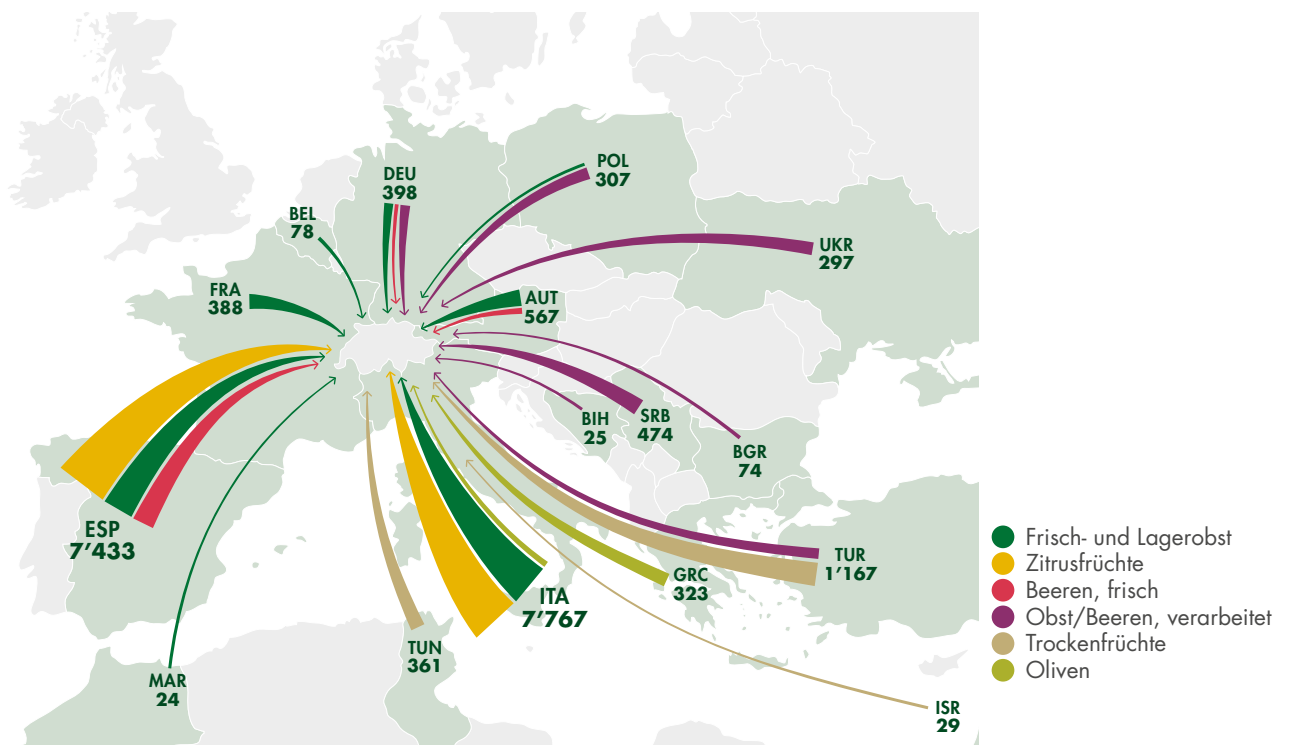 POL
307
DEU
398
BEL
78
UKR
297
FRA
388
AUT
567
BIH
25
SRB
474
BGR
74
ESP
7’433
TUR
1’167
GRC
323
ITA
7’767
TUN
361
MAR
24
ISR
29
Frisch- und Lagerobst
Zitrusfrüchte
Beeren, frisch
Obst/Beeren, verarbeitet
Trockenfrüchte
Oliven